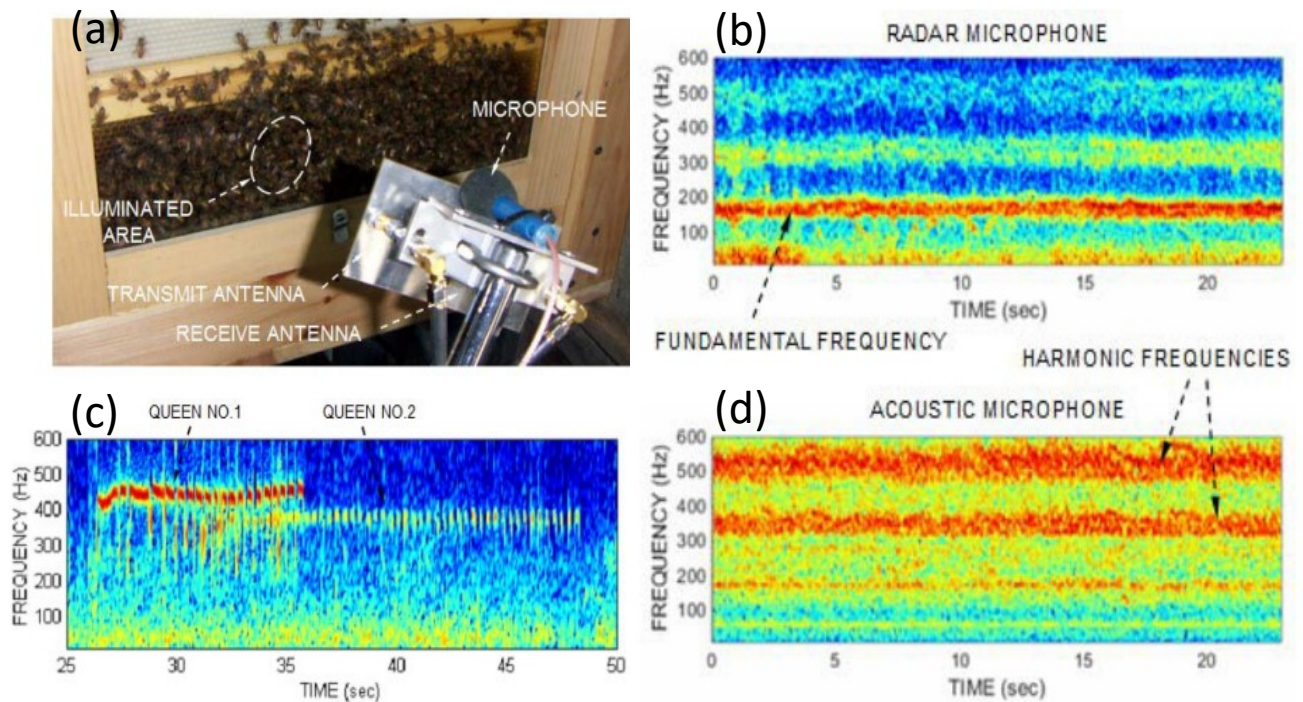 (a)
MICROPHONE
ILLUMINATED
AREA
TRANSMIT ANTENNA
RECEIVE ANTENNA
(b)
RADAR MICROPHONE
FREQUENCY (Hz)
600
500
400
300
200
100
0
5
10
15
20
TIME (sec)
FUNDAMENTAL FREQUENCY
HARMONIC FREQUENCIES
(c)
QUEEN NO.1
QUEEN NO.2
FREQUENCY (Hz)
600
500
400
300
200
100
25
30
35
40
45
50
TIME (sec)
(d)
ACOUSTIC MICROPHONE
FREQUENCY (Hz)
600
500
400
300
200
100
0
5
10
15
20
TIME (sec)